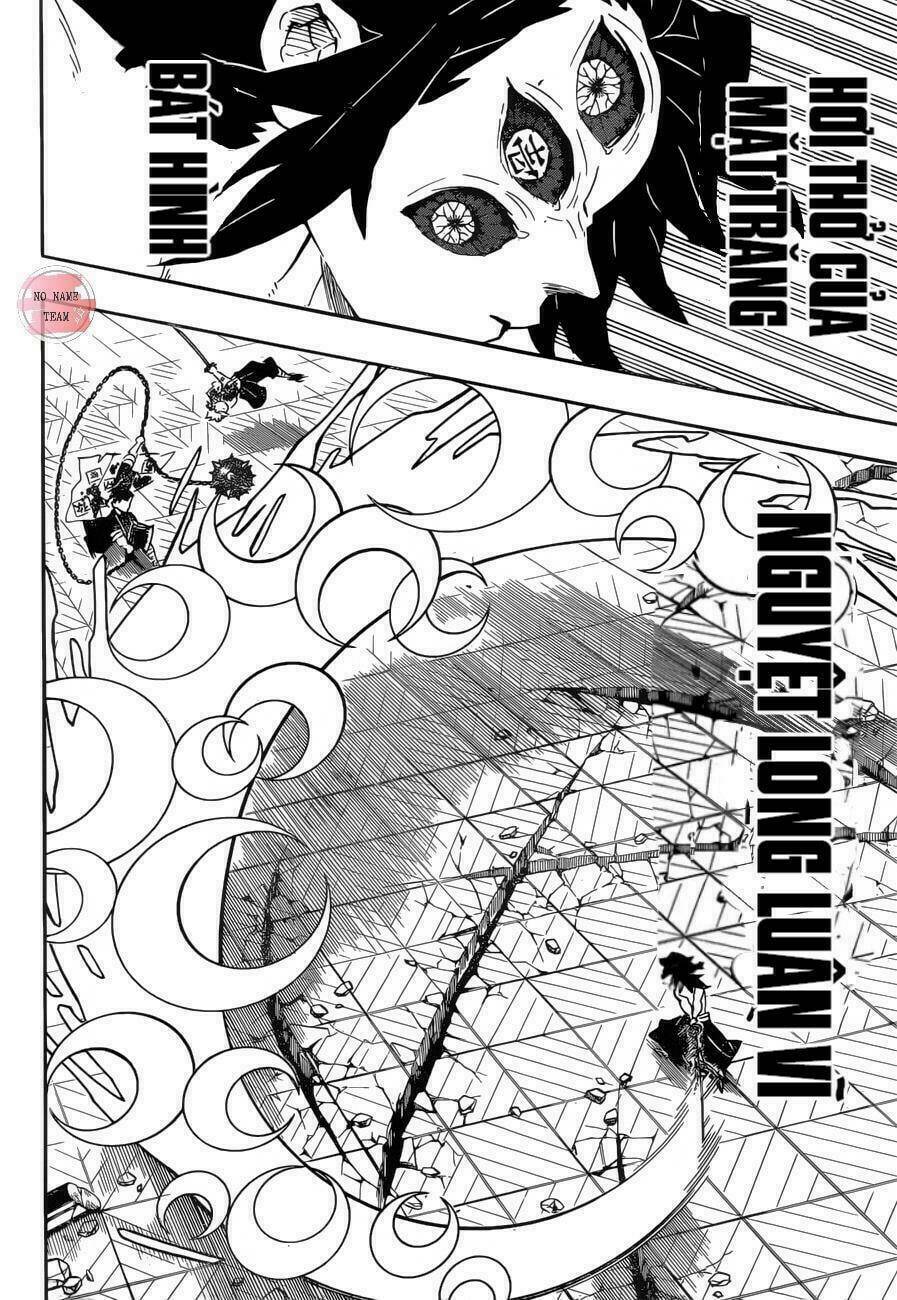 HƠI THỞ CỦA
MẶT TRĂNG
BÁT HÌNH
NO NAME
TEAM
NGUYỆT LONG LUÂN VĨ